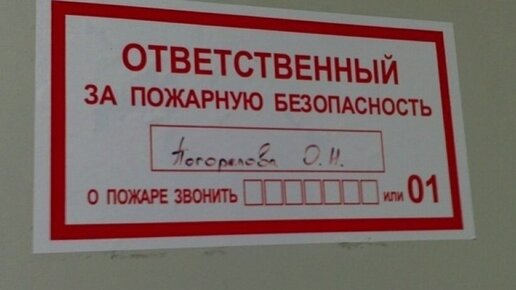 ОТВЕТСТВЕННЫЙ
ЗА ПОЖАРНУЮ БЕЗОПАСНОСТЬ
Погорелова О.Н.
О ПОЖАРЕ ЗВОНИТЬ или 01